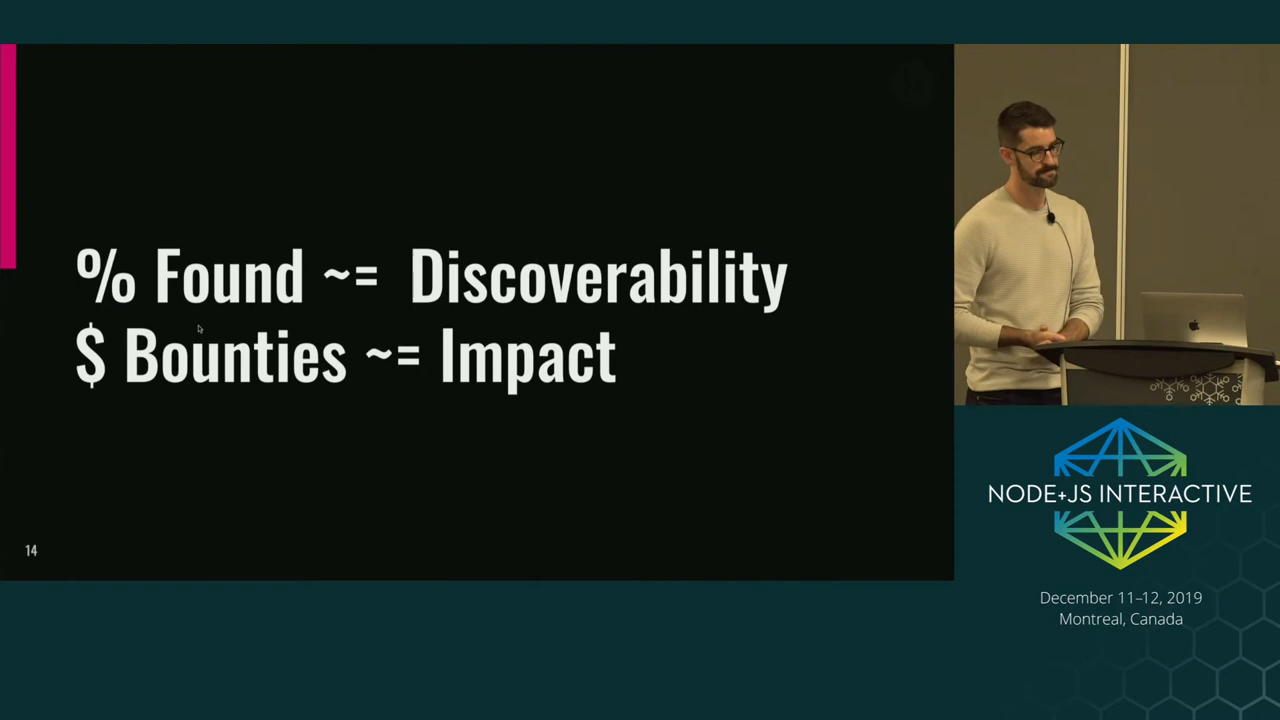 % Found ~= Discoverability
$ Bounties ~= Impact
14
NODE+JS INTERACTIVE
December 11–12, 2019
Montreal, Canada